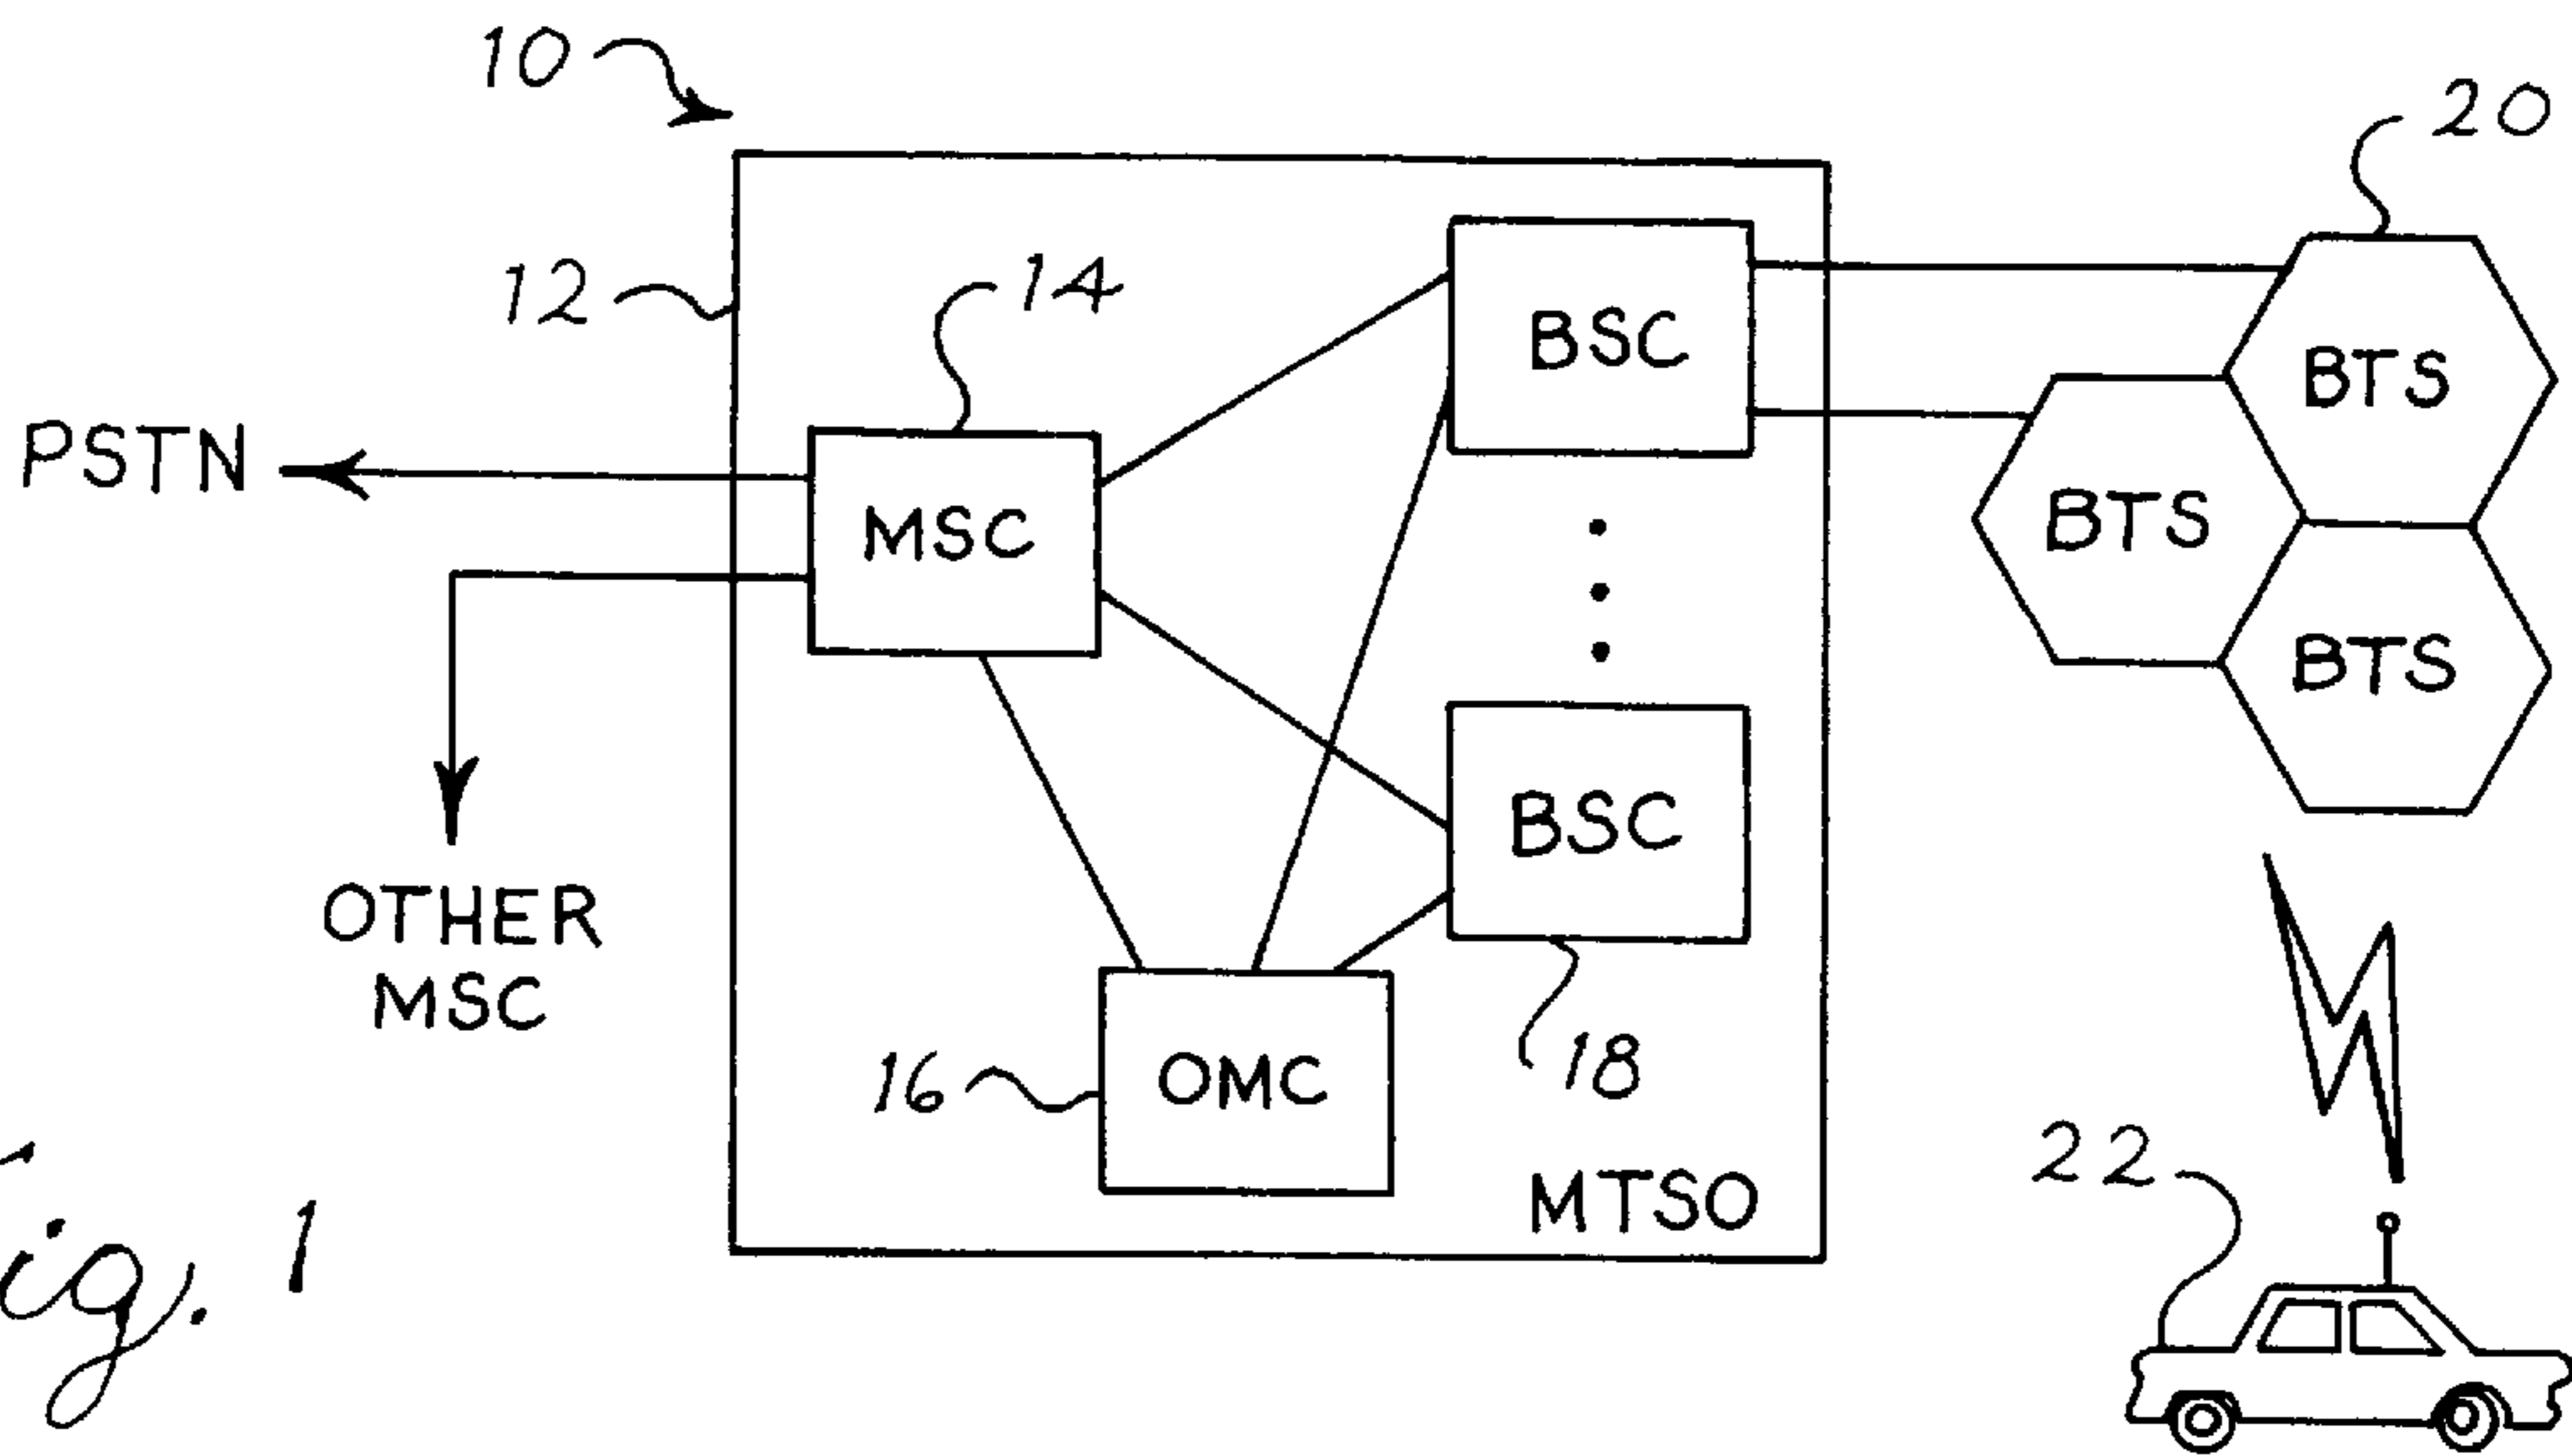 10
20
12
14
BSC
BTS
PSTN
MSC
BTS
BTS
BSC
OTHER
MSC
16
OMC
18
MTSO
22
ig. 1